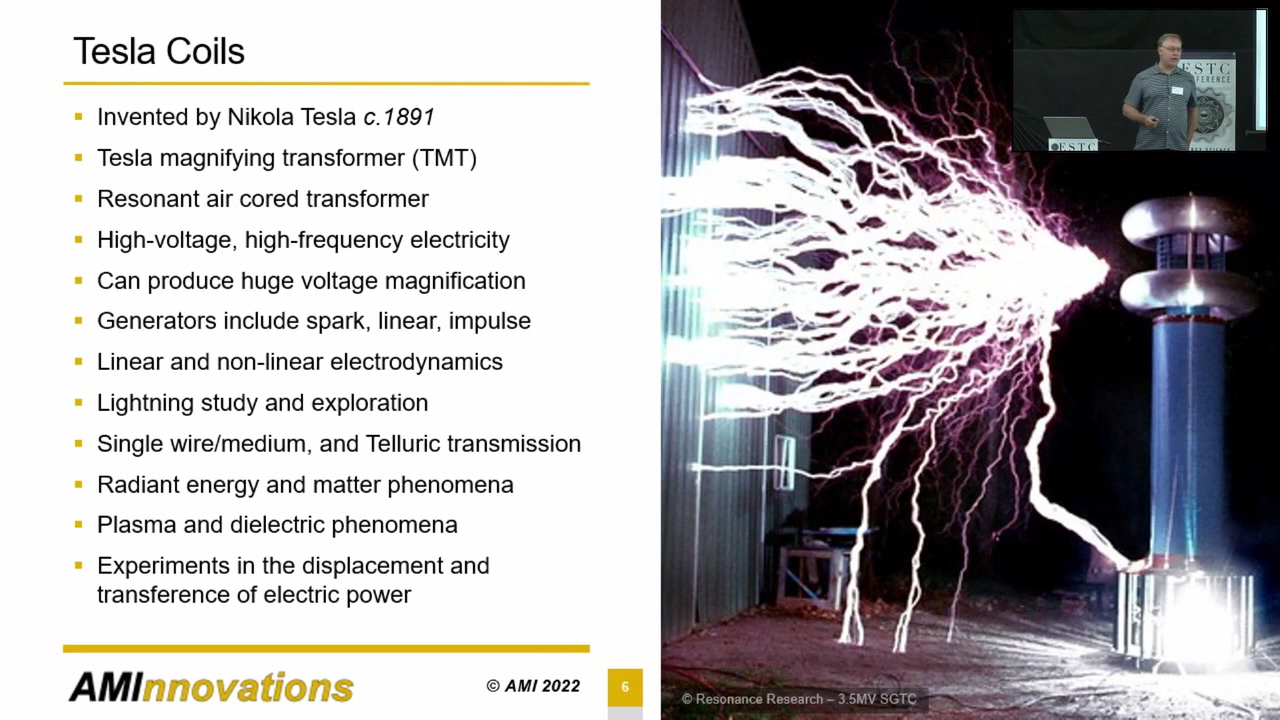 Tesla Coils
Invented by Nikola Tesla c.1891
Tesla magnifying transformer (TMT)
Resonant air cored transformer
High-voltage, high-frequency electricity
Can produce huge voltage magnification
Generators include spark, linear, impulse
Linear and non-linear electrodynamics
Lightning study and exploration
Single wire/medium, and Telluric transmission
Radiant energy and matter phenomena
Plasma and dielectric phenomena
Experiments in the displacement and
transference of electric power
AMInnovations
© AMI 2022
6
© Resonance Research – 3.5MV SGTC
ESTC
ESTC